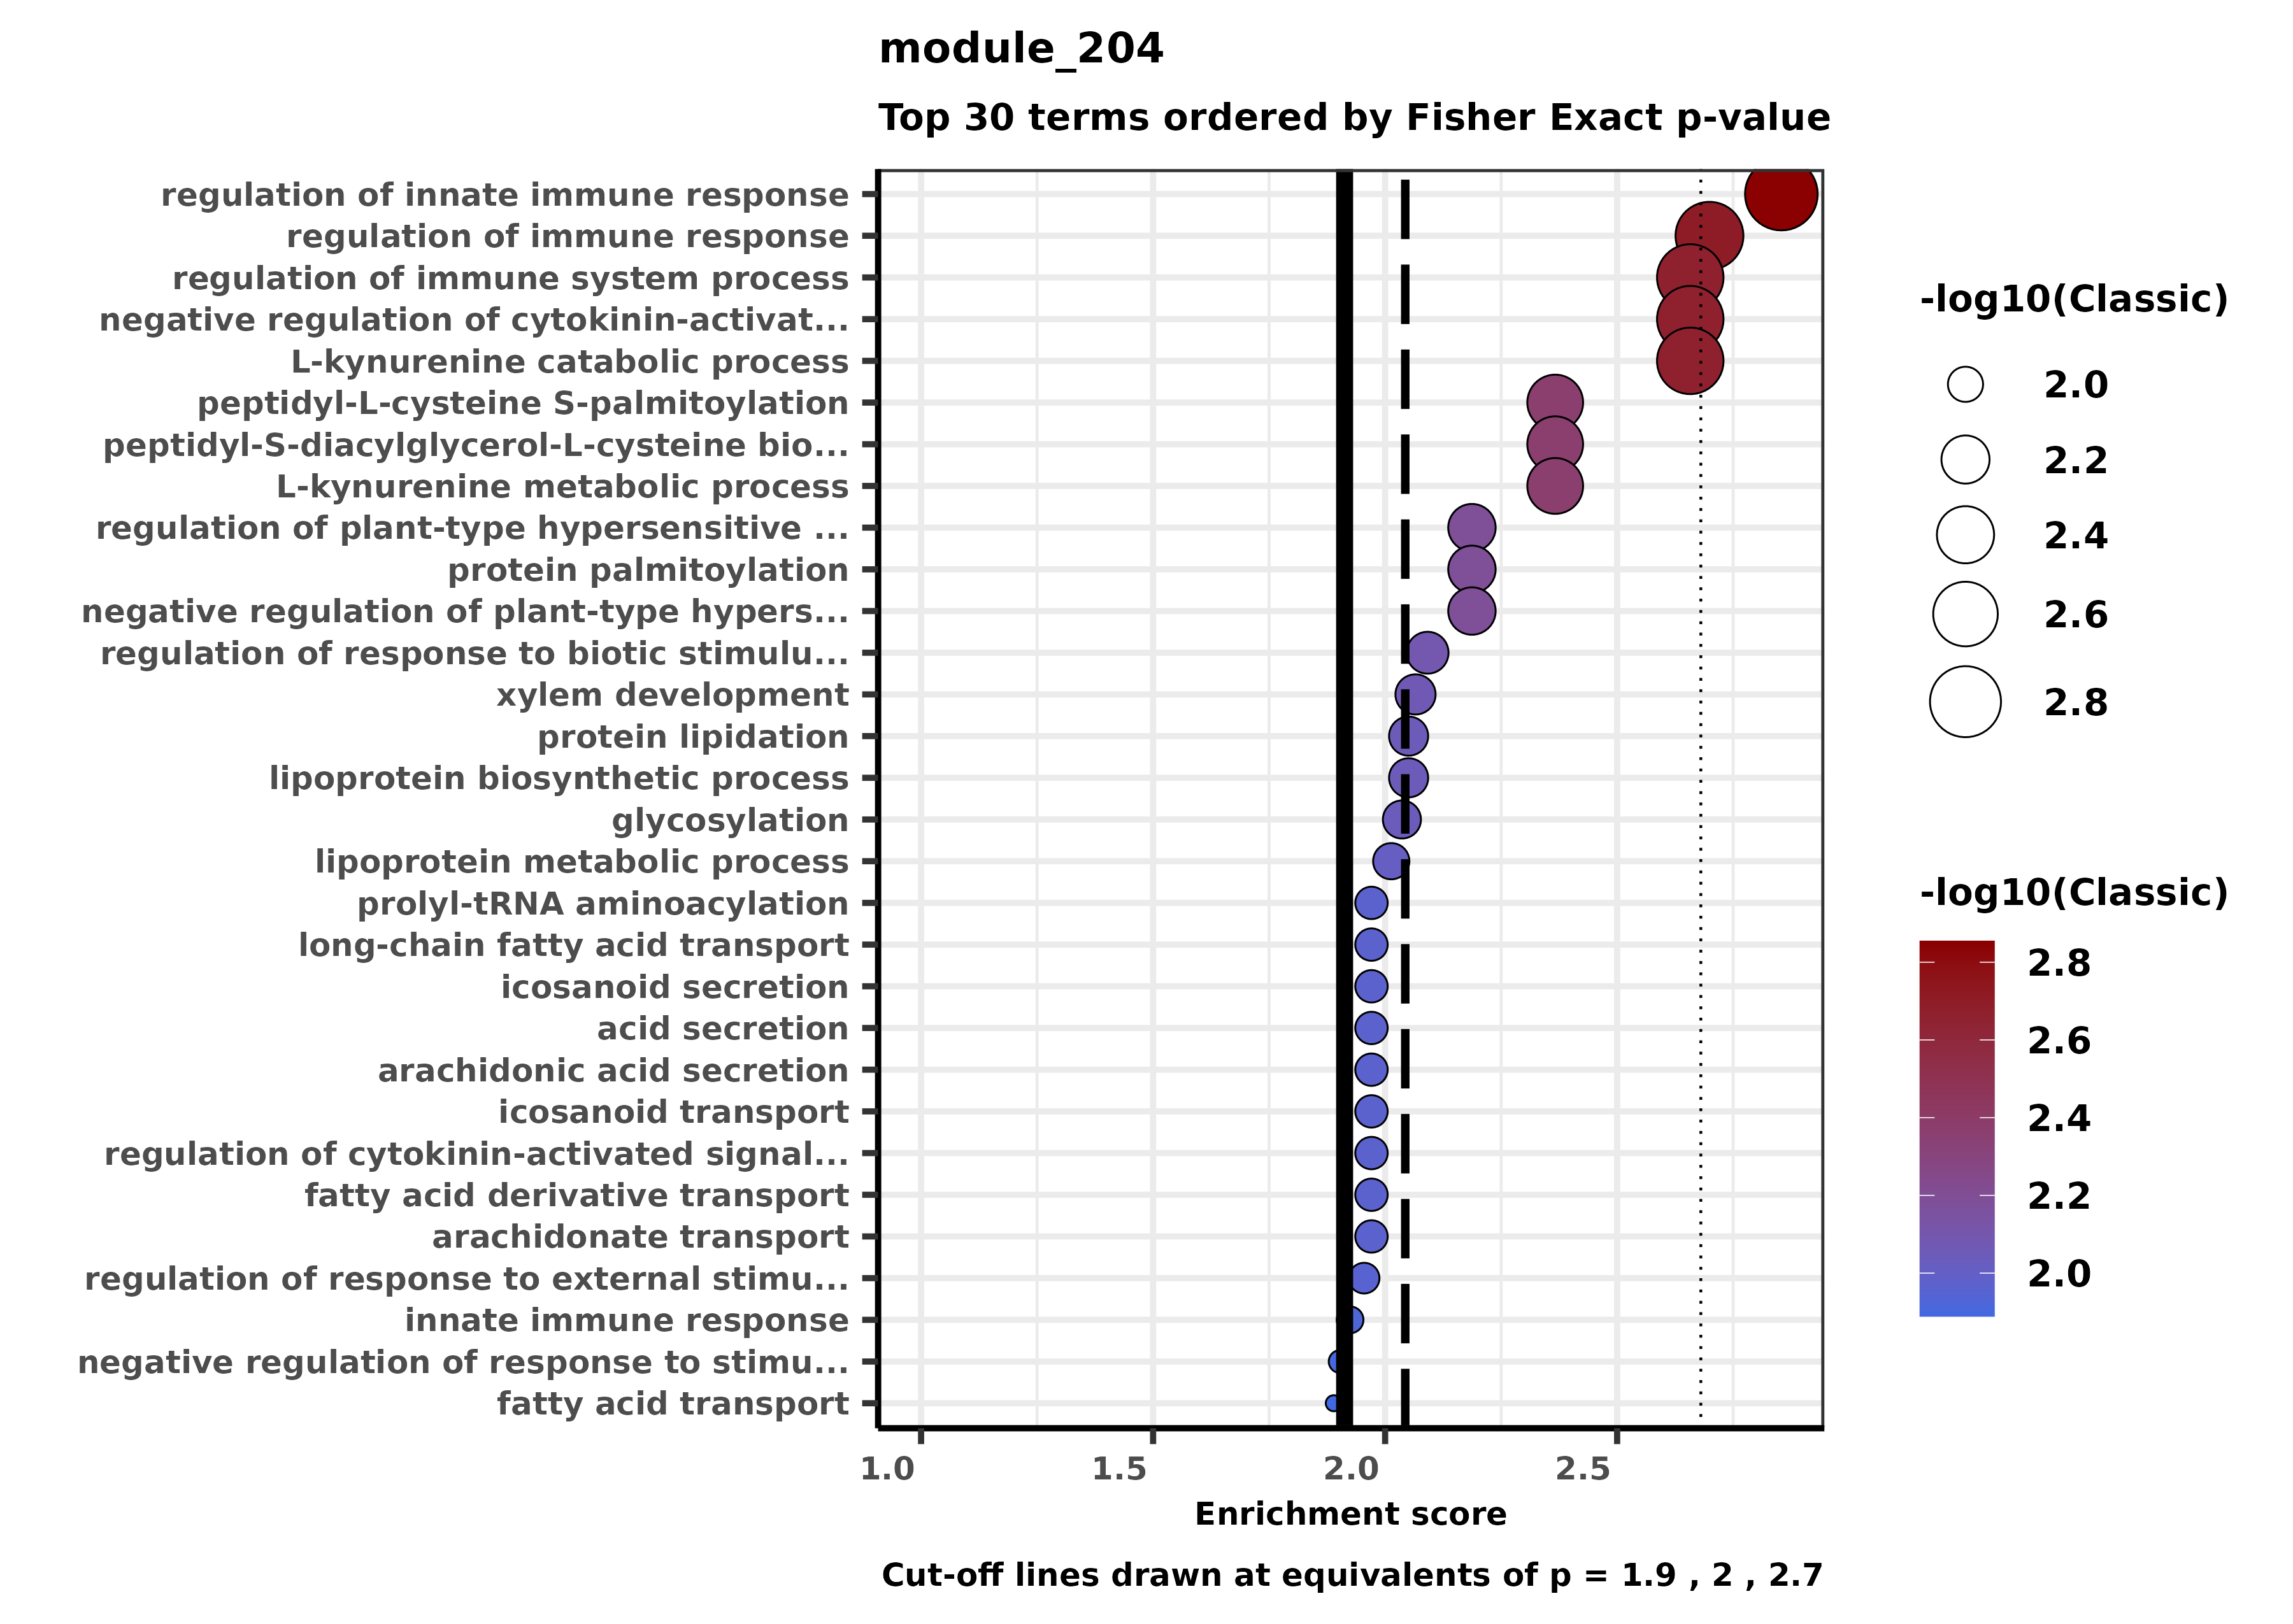 module_204
Top 30 terms ordered by Fisher Exact p-value
regulation of innate immune response
regulation of immune response
regulation of immune system process
negative regulation of cytokinin-activat...
L-kynurenine catabolic process
peptidyl-L-cysteine S-palmitoylation
peptidyl-S-diacylglycerol-L-cysteine bio...
L-kynurenine metabolic process
regulation of plant-type hypersensitive ...
protein palmitoylation
negative regulation of plant-type hypers...
regulation of response to biotic stimulu...
xylem development
protein lipidation
lipoprotein biosynthetic process
glycosylation
lipoprotein metabolic process
prolyl-tRNA aminoacylation
long-chain fatty acid transport
icosanoid secretion
acid secretion
arachidonic acid secretion
icosanoid transport
regulation of cytokinin-activated signal...
fatty acid derivative transport
arachidonate transport
regulation of response to external stimu...
innate immune response
negative regulation of response to stimu...
fatty acid transport
1.0 1.5 2.0 2.5
Enrichment score
Cut-off lines drawn at equivalents of p = 1.9 , 2 , 2.7
-log10(Classic)
2.0
2.2
2.4
2.6
2.8
-log10(Classic)
2.8
2.6
2.4
2.2
2.0